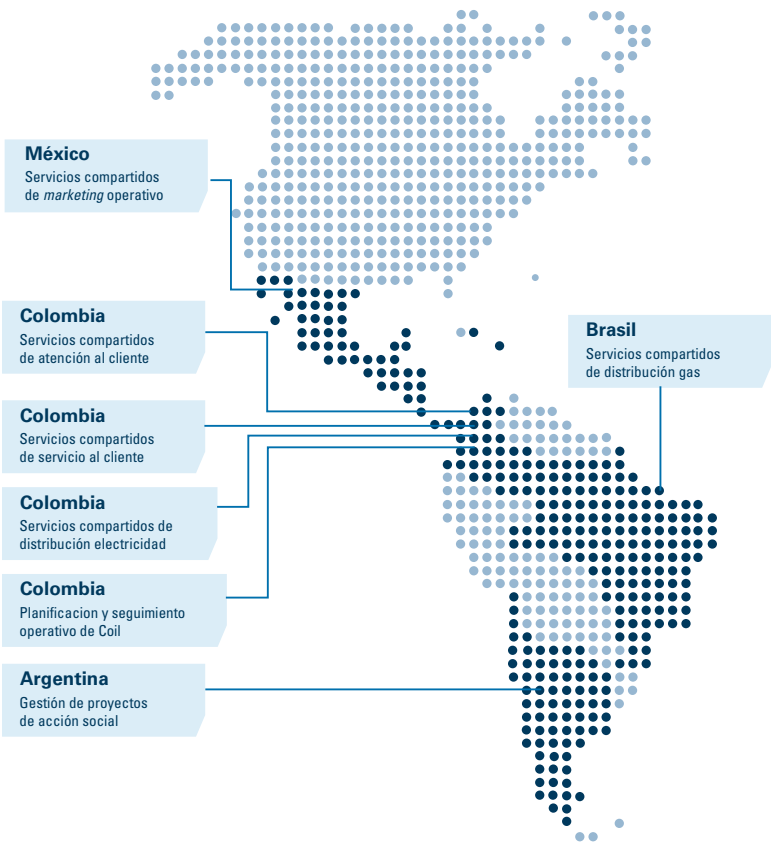 México
Servicios compartidos
de marketing operativo
Colombia
Servicios compartidos
de atención al cliente
Brasil
Servicios compartidos
de distribución gas
Colombia
Servicios compartidos
de servicio al cliente
Colombia
Servicios compartidos de
distribución electricidad
Colombia
Planificacion y seguimiento
operativo de Coil
Argentina
Gestión de proyectos
de acción social